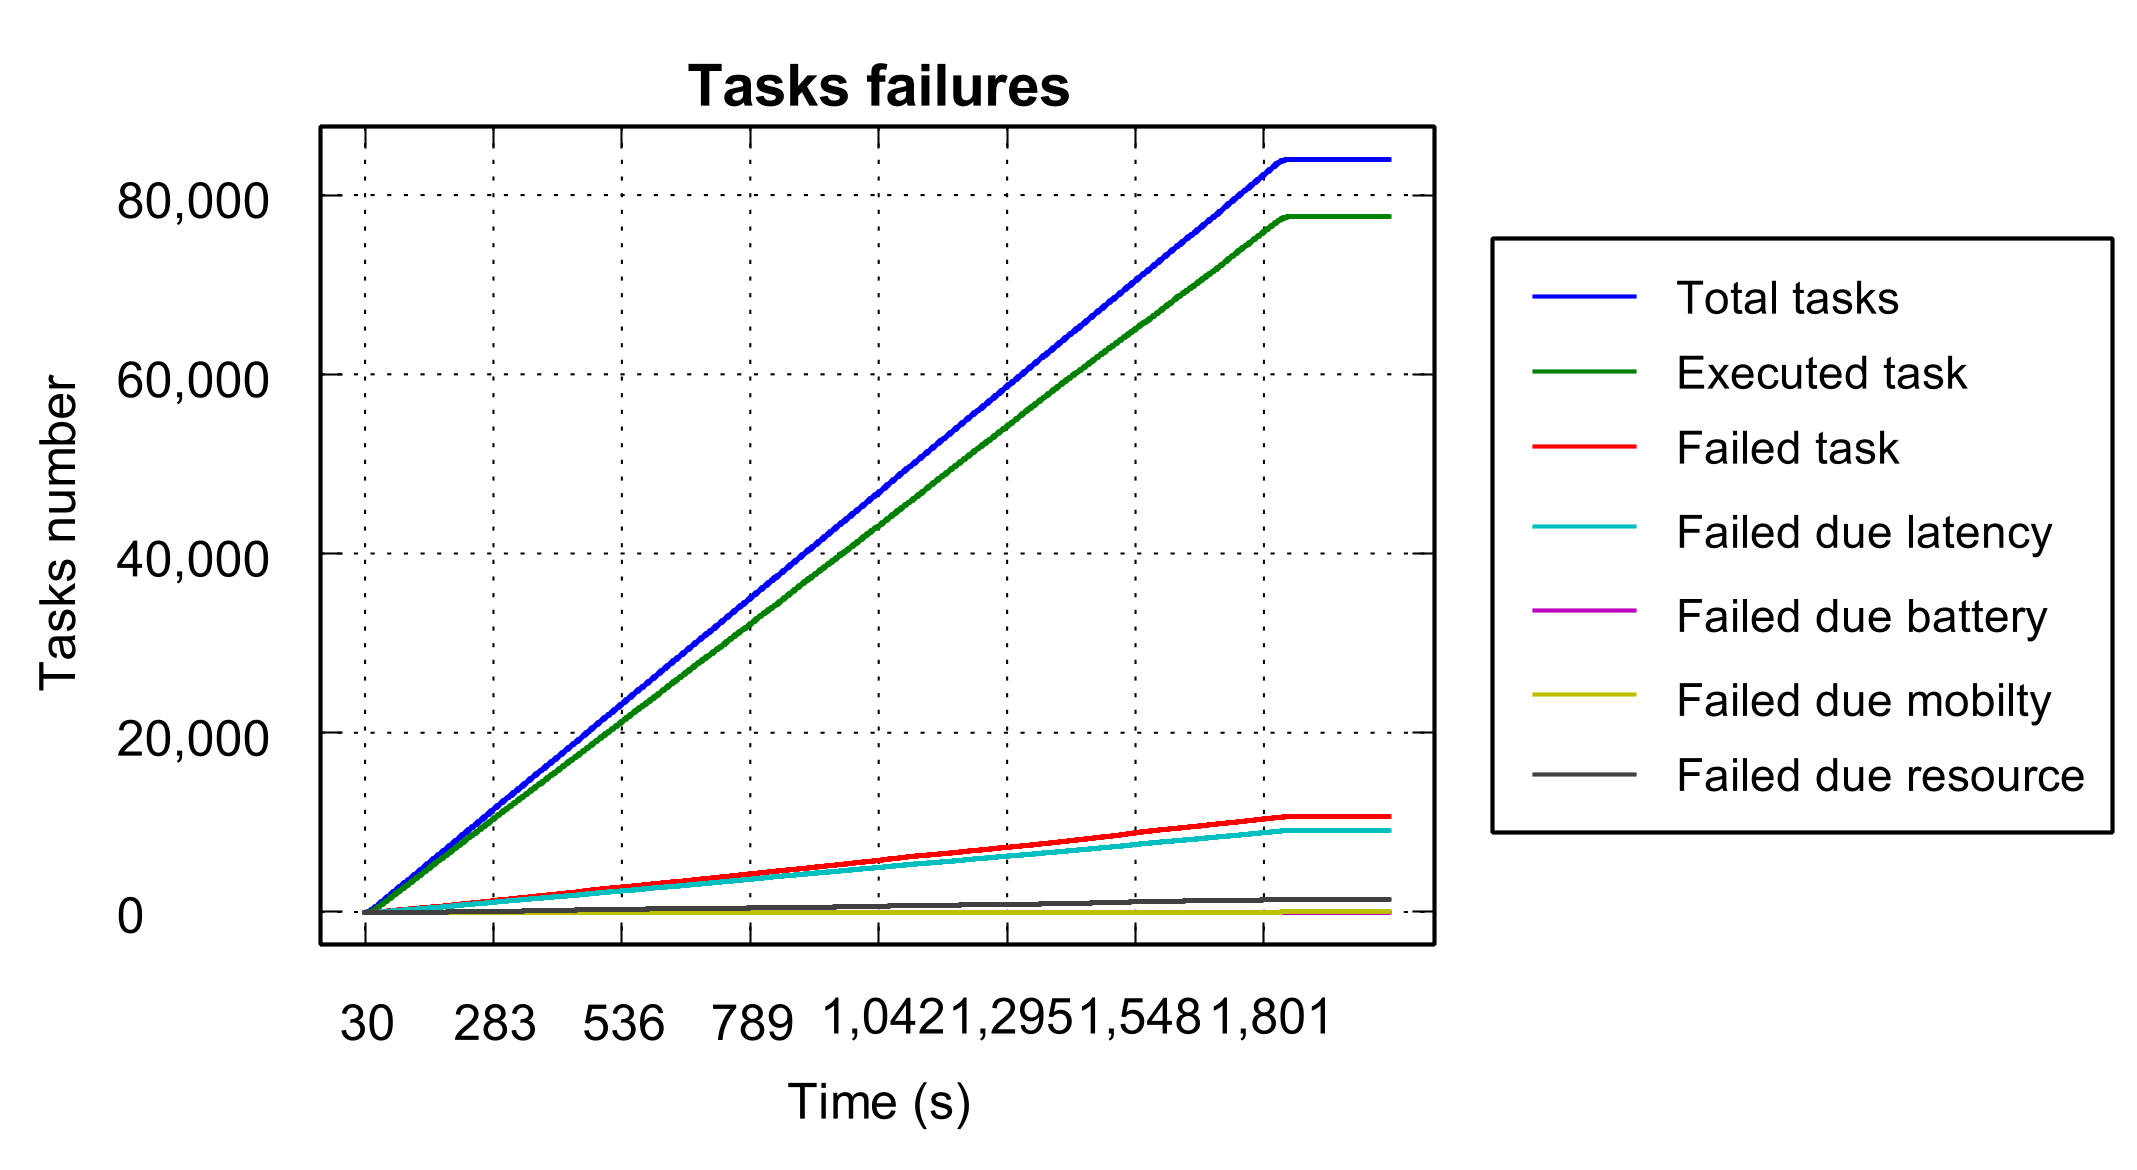 Tasks failures
80,000
60,000
40,000
20,000
0
Tasks number
30 283 536 789 1,042 1,295 1,548 1,801
Time (s)
Total tasks
Executed task
Failed task
Failed due latency
Failed due battery
Failed due mobilty
Failed due resource